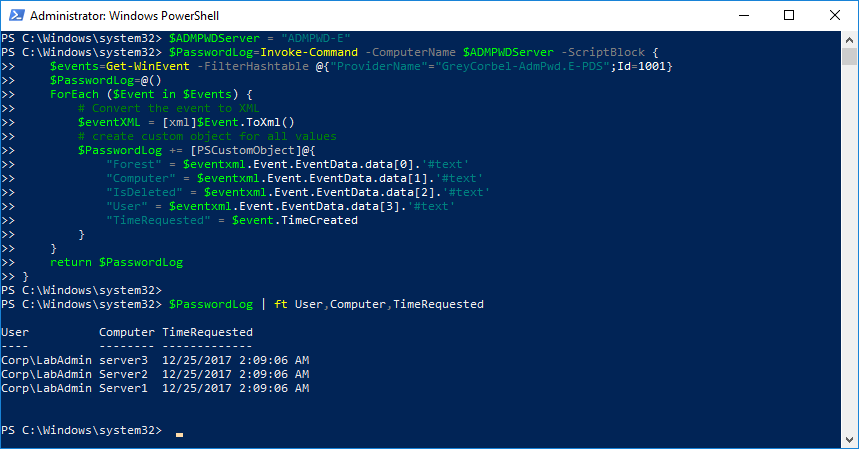 Administrator: Windows PowerShell
PS C:\Windows\system32> $ADMPWDServer = "ADMPWD-E"
PS C:\Windows\system32> $PasswordLog=Invoke-Command -ComputerName $ADMPWDServer -ScriptBlock {
>>     $events=Get-WinEvent -FilterHashtable @{"ProviderName"="GreyCorbel-AdmPwd.E-PDS";Id=1001}
>>     $PasswordLog=@()
>>     ForEach ($Event in $Events) {
>>         # Convert the event to XML
>>         $eventXML = [xml]$Event.ToXml()
>>         # create custom object for all values
>>         $PasswordLog += [PSCustomObject]@{
>>             "Forest" = $eventxml.Event.EventData.data[0].'#text'
>>             "Computer" = $eventxml.Event.EventData.data[1].'#text'
>>             "IsDeleted" = $eventxml.Event.EventData.data[2].'#text'
>>             "User" = $eventxml.Event.EventData.data[3].'#text'
>>             "TimeRequested" = $event.TimeCreated
>>         }
>>     }
>>     return $PasswordLog
>> }
PS C:\Windows\system32>
PS C:\Windows\system32> $PasswordLog | ft User,Computer,TimeRequested
User          Computer TimeRequested
----          -------- -------------
Corp\LabAdmin server3  12/25/2017 2:09:06 AM
Corp\LabAdmin Server2  12/25/2017 2:09:06 AM
Corp\LabAdmin Server1  12/25/2017 2:09:06 AM
PS C:\Windows\system32>